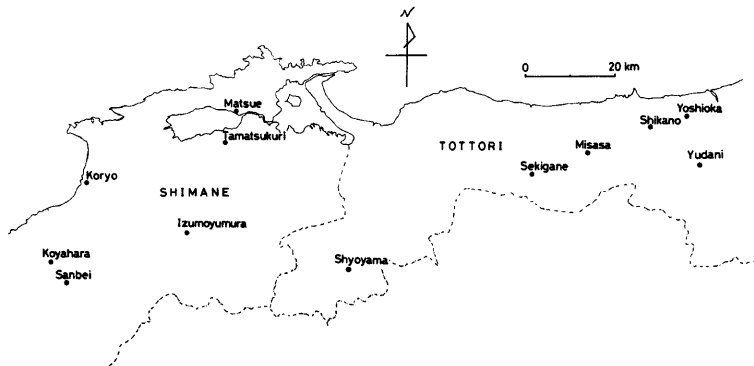 N
0 20 km
Matsue
Tamatsukuri
Koryo
SHIMANE
Izumoyumura
Koyahara
Sanbei
Shyoyama
TOTTORI
Sekigane
Misasa
Shikano
Yoshioka
Yudani